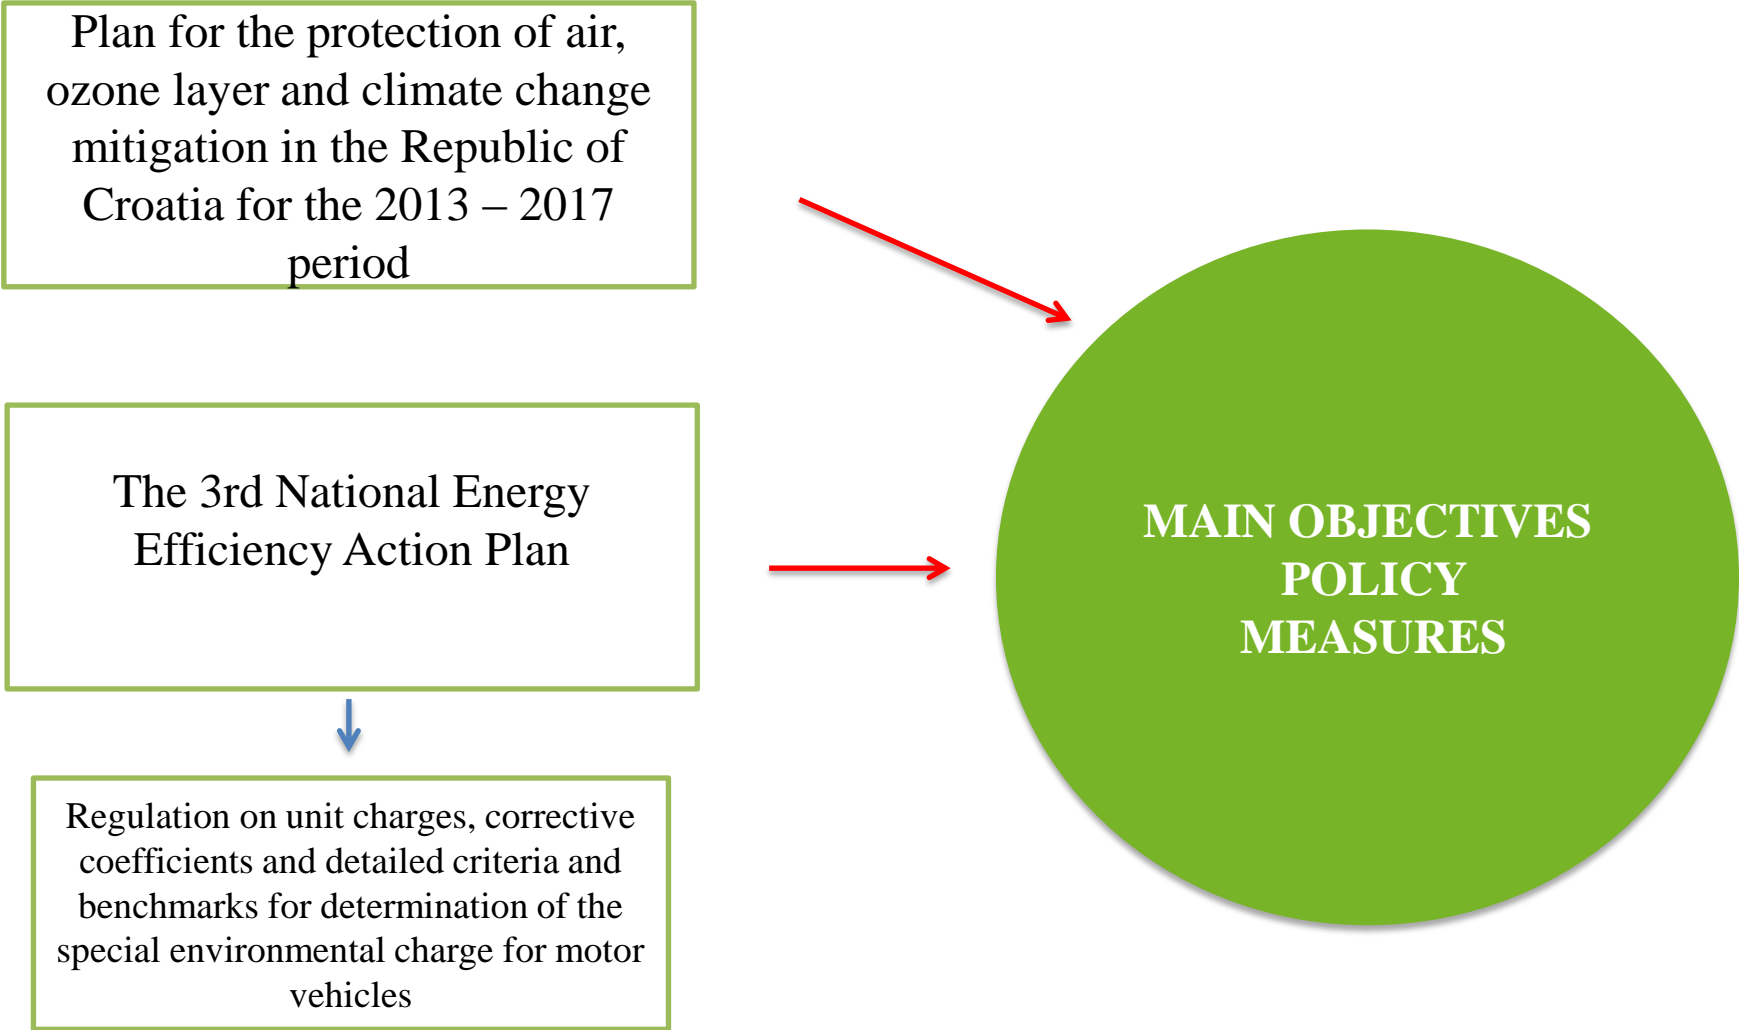 Plan for the protection of air,
ozone layer and climate change
mitigation in the Republic of
Croatia for the 2013 – 2017
period
The 3rd National Energy
Efficiency Action Plan
Regulation on unit charges, corrective
coefficients and detailed criteria and
benchmarks for determination of the
special environmental charge for motor
vehicles
MAIN OBJECTIVES
POLICY
MEASURES